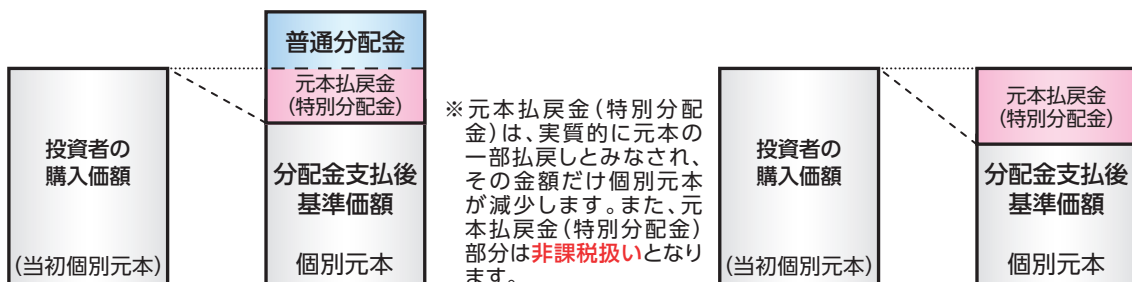 普通分配金
元本払戻金
(特別分配金)
投資者の
購入価額
(当初個別元本)
分配金支払後
基準価額
個別元本
※元本払戻金(特別分配
金)は、実質的に元本の
一部払戻しとみなされ、
その金額だけ個別元本
が減少します。また、元
本払戻金(特別分配金)
部分は非課税扱いとなり
ます。
投資者の
購入価額
(当初個別元本)
元本払戻金
(特別分配金)
分配金支払後
基準価額
個別元本